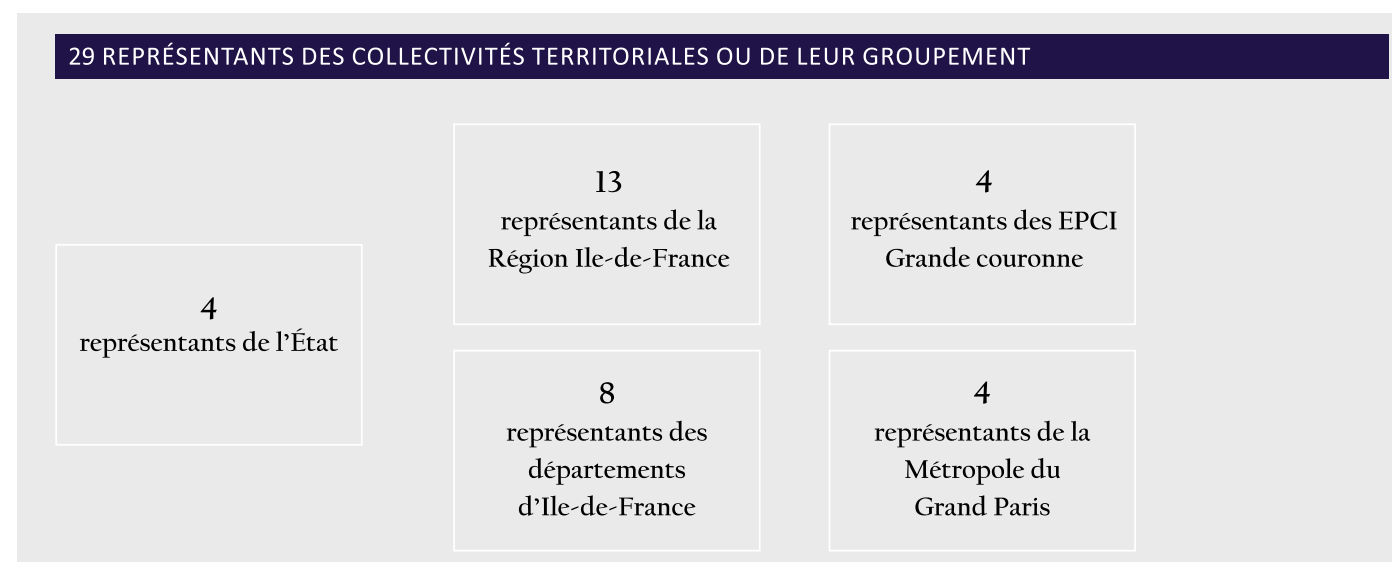 29 REPRÉSENTANTS DES COLLECTIVITÉS TERRITORIALES OU DE LEUR GROUPEMENT
4
représentants de l'État
13
représentants de la
Région Ile-de-France
4
représentants des EPCI
Grande couronne
8
représentants des
départements
d'Ile-de-France
4
représentants de la
Métropole du
Grand Paris